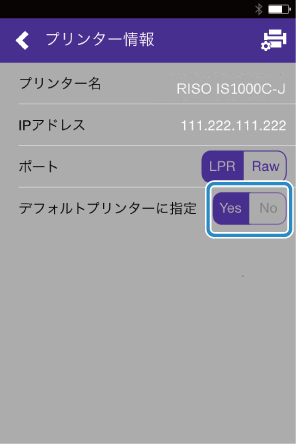 プリンター情報
プリンター名 RISO IS1000C-J
IPアドレス 111.222.111.222
ポート LPR Raw
デフォルトプリンターに指定 Yes No